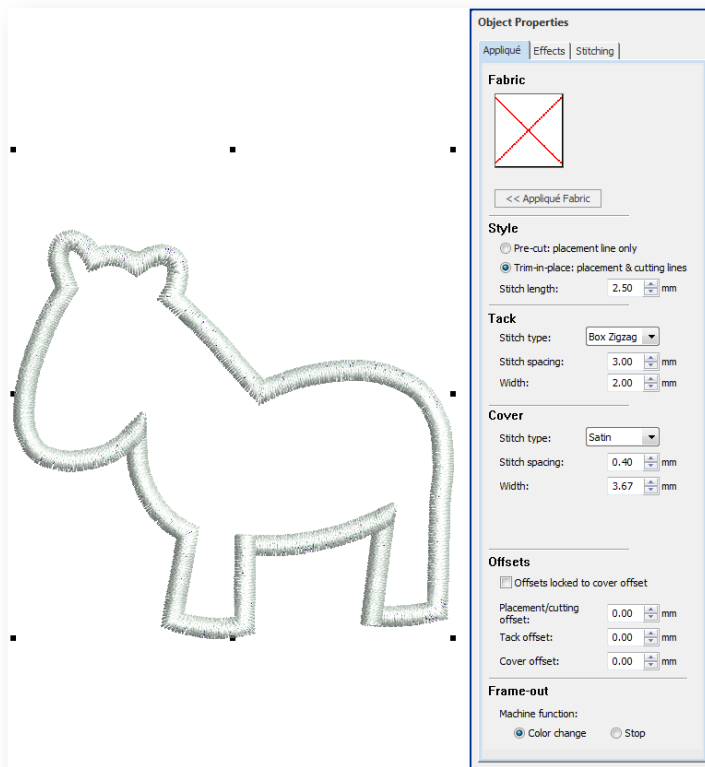 Object Properties
Appliqué Effects Stitching
Fabric
<< Appliqué Fabric
Style
Pre-cut: placement line only
Trim-in-place: placement & cutting lines
Stitch length: 2.50 mm
Tack
Stitch type: Box Zigzag
Stitch spacing: 3.00 mm
Width: 2.00 mm
Cover
Stitch type: Satin
Stitch spacing: 0.40 mm
Width: 3.67 mm
Offsets
Offsets locked to cover offset
Placement/cutting
offset: 0.00 mm
Tack offset: 0.00 mm
Cover offset: 0.00 mm
Frame-out
Machine function:
Color change Stop